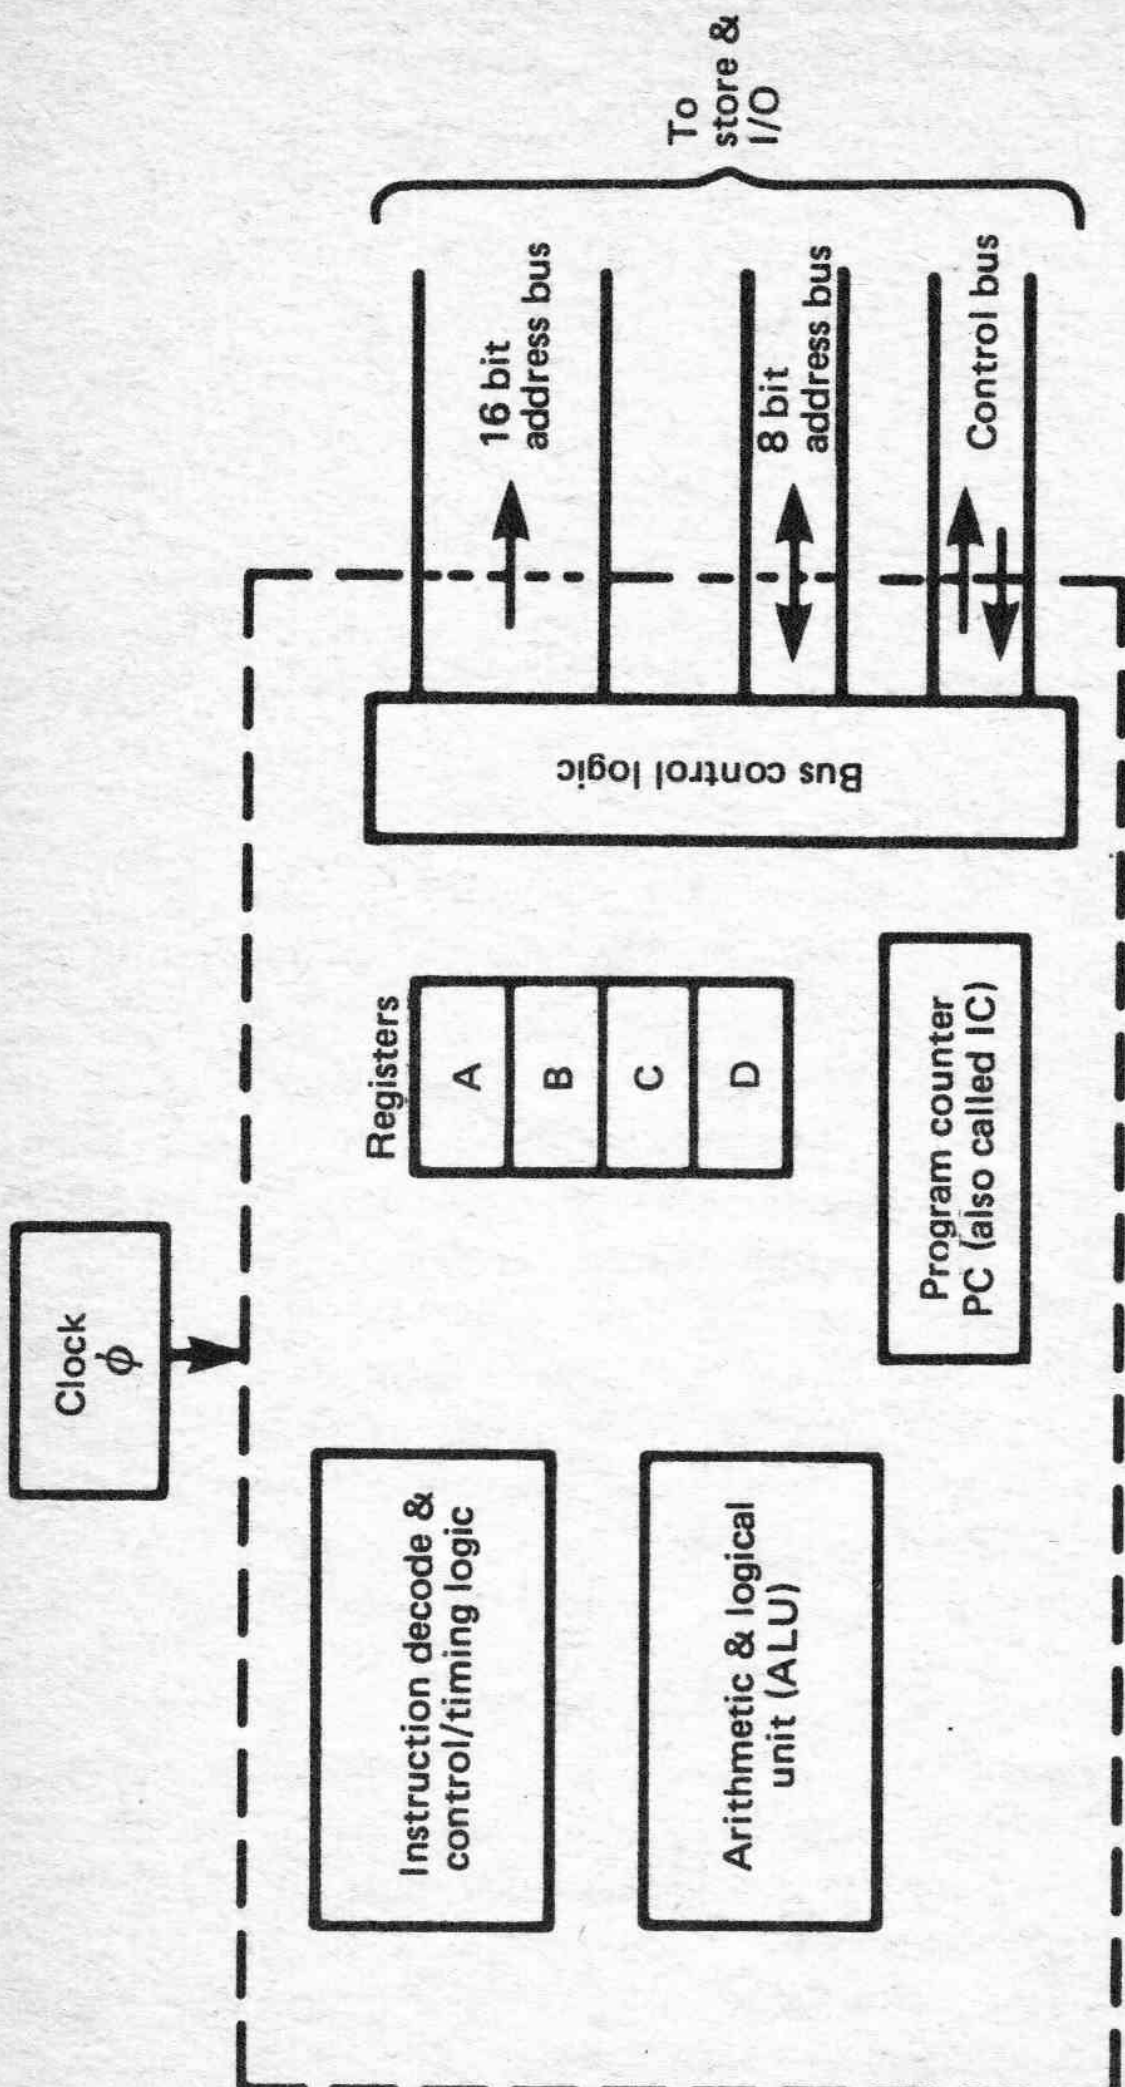 Clock
ϕ
Instruction decode &
control/timing logic
Arithmetic & logical
unit (ALU)
Registers
A
B
C
D
Program counter
PC (also called IC)
Bus control logic
16 bit
address bus
8 bit
address bus
Control bus
To
store &
I/O